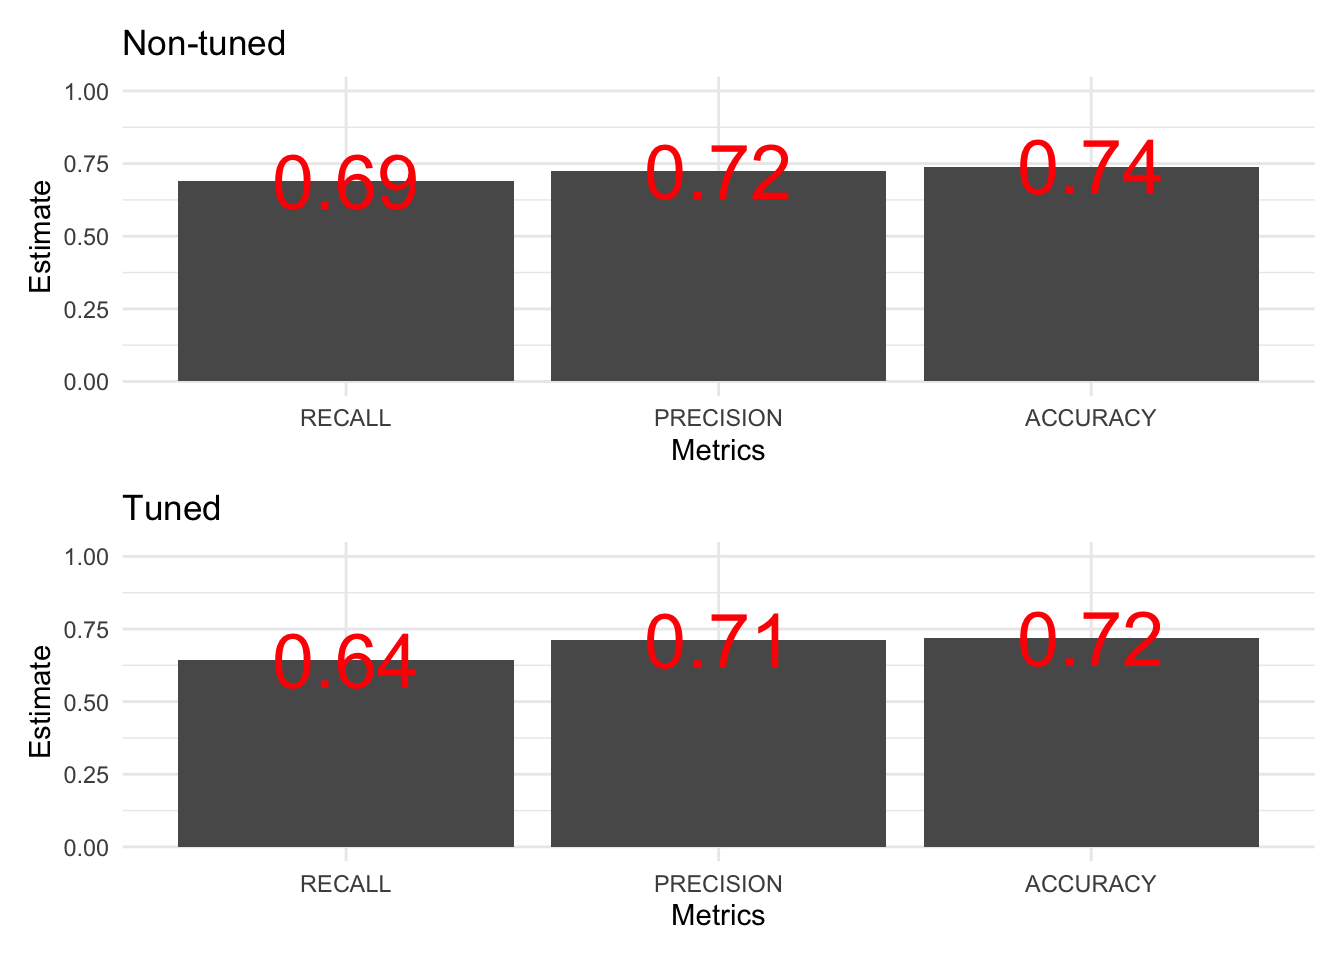 Non-tuned
1.00
0.75
0.50
0.25
0.00
Estimate
0.69
0.72
0.74
RECALL
PRECISION
ACCURACY
Metrics
Tuned
1.00
0.75
0.50
0.25
0.00
Estimate
0.64
0.71
0.72
RECALL
PRECISION
ACCURACY
Metrics